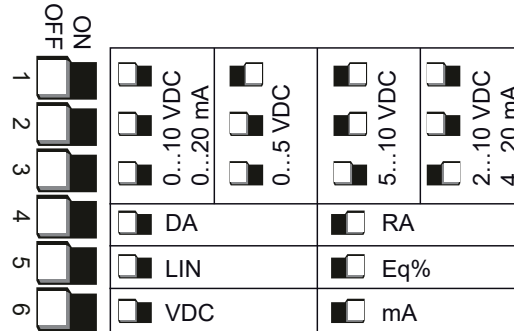 OFF
ON
1
2
3
4
5
6
0...10 VDC
0...20 mA
0...5 VDC
5...10 VDC
2...10 VDC
4...20 mA
DA
RA
LIN
Eq%
VDC
mA